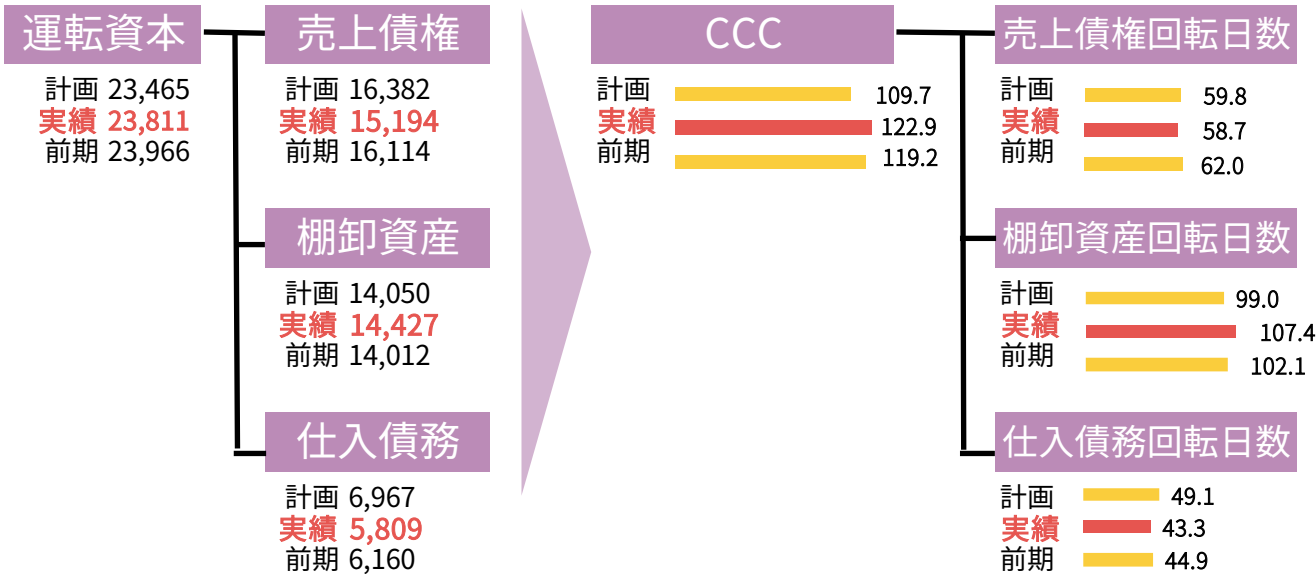 運転資本
計画 23,465
実績 23,811
前期 23,966
売上債権
計画 16,382
実績 15,194
前期 16,114
棚卸資産
計画 14,050
実績 14,427
前期 14,012
仕入債務
計画 6,967
実績 5,809
前期 6,160
CCC
計画 109.7
実績 122.9
前期 119.2
売上債権回転日数
計画 59.8
実績 58.7
前期 62.0
棚卸資産回転日数
計画 99.0
実績 107.4
前期 102.1
仕入債務回転日数
計画 49.1
実績 43.3
前期 44.9